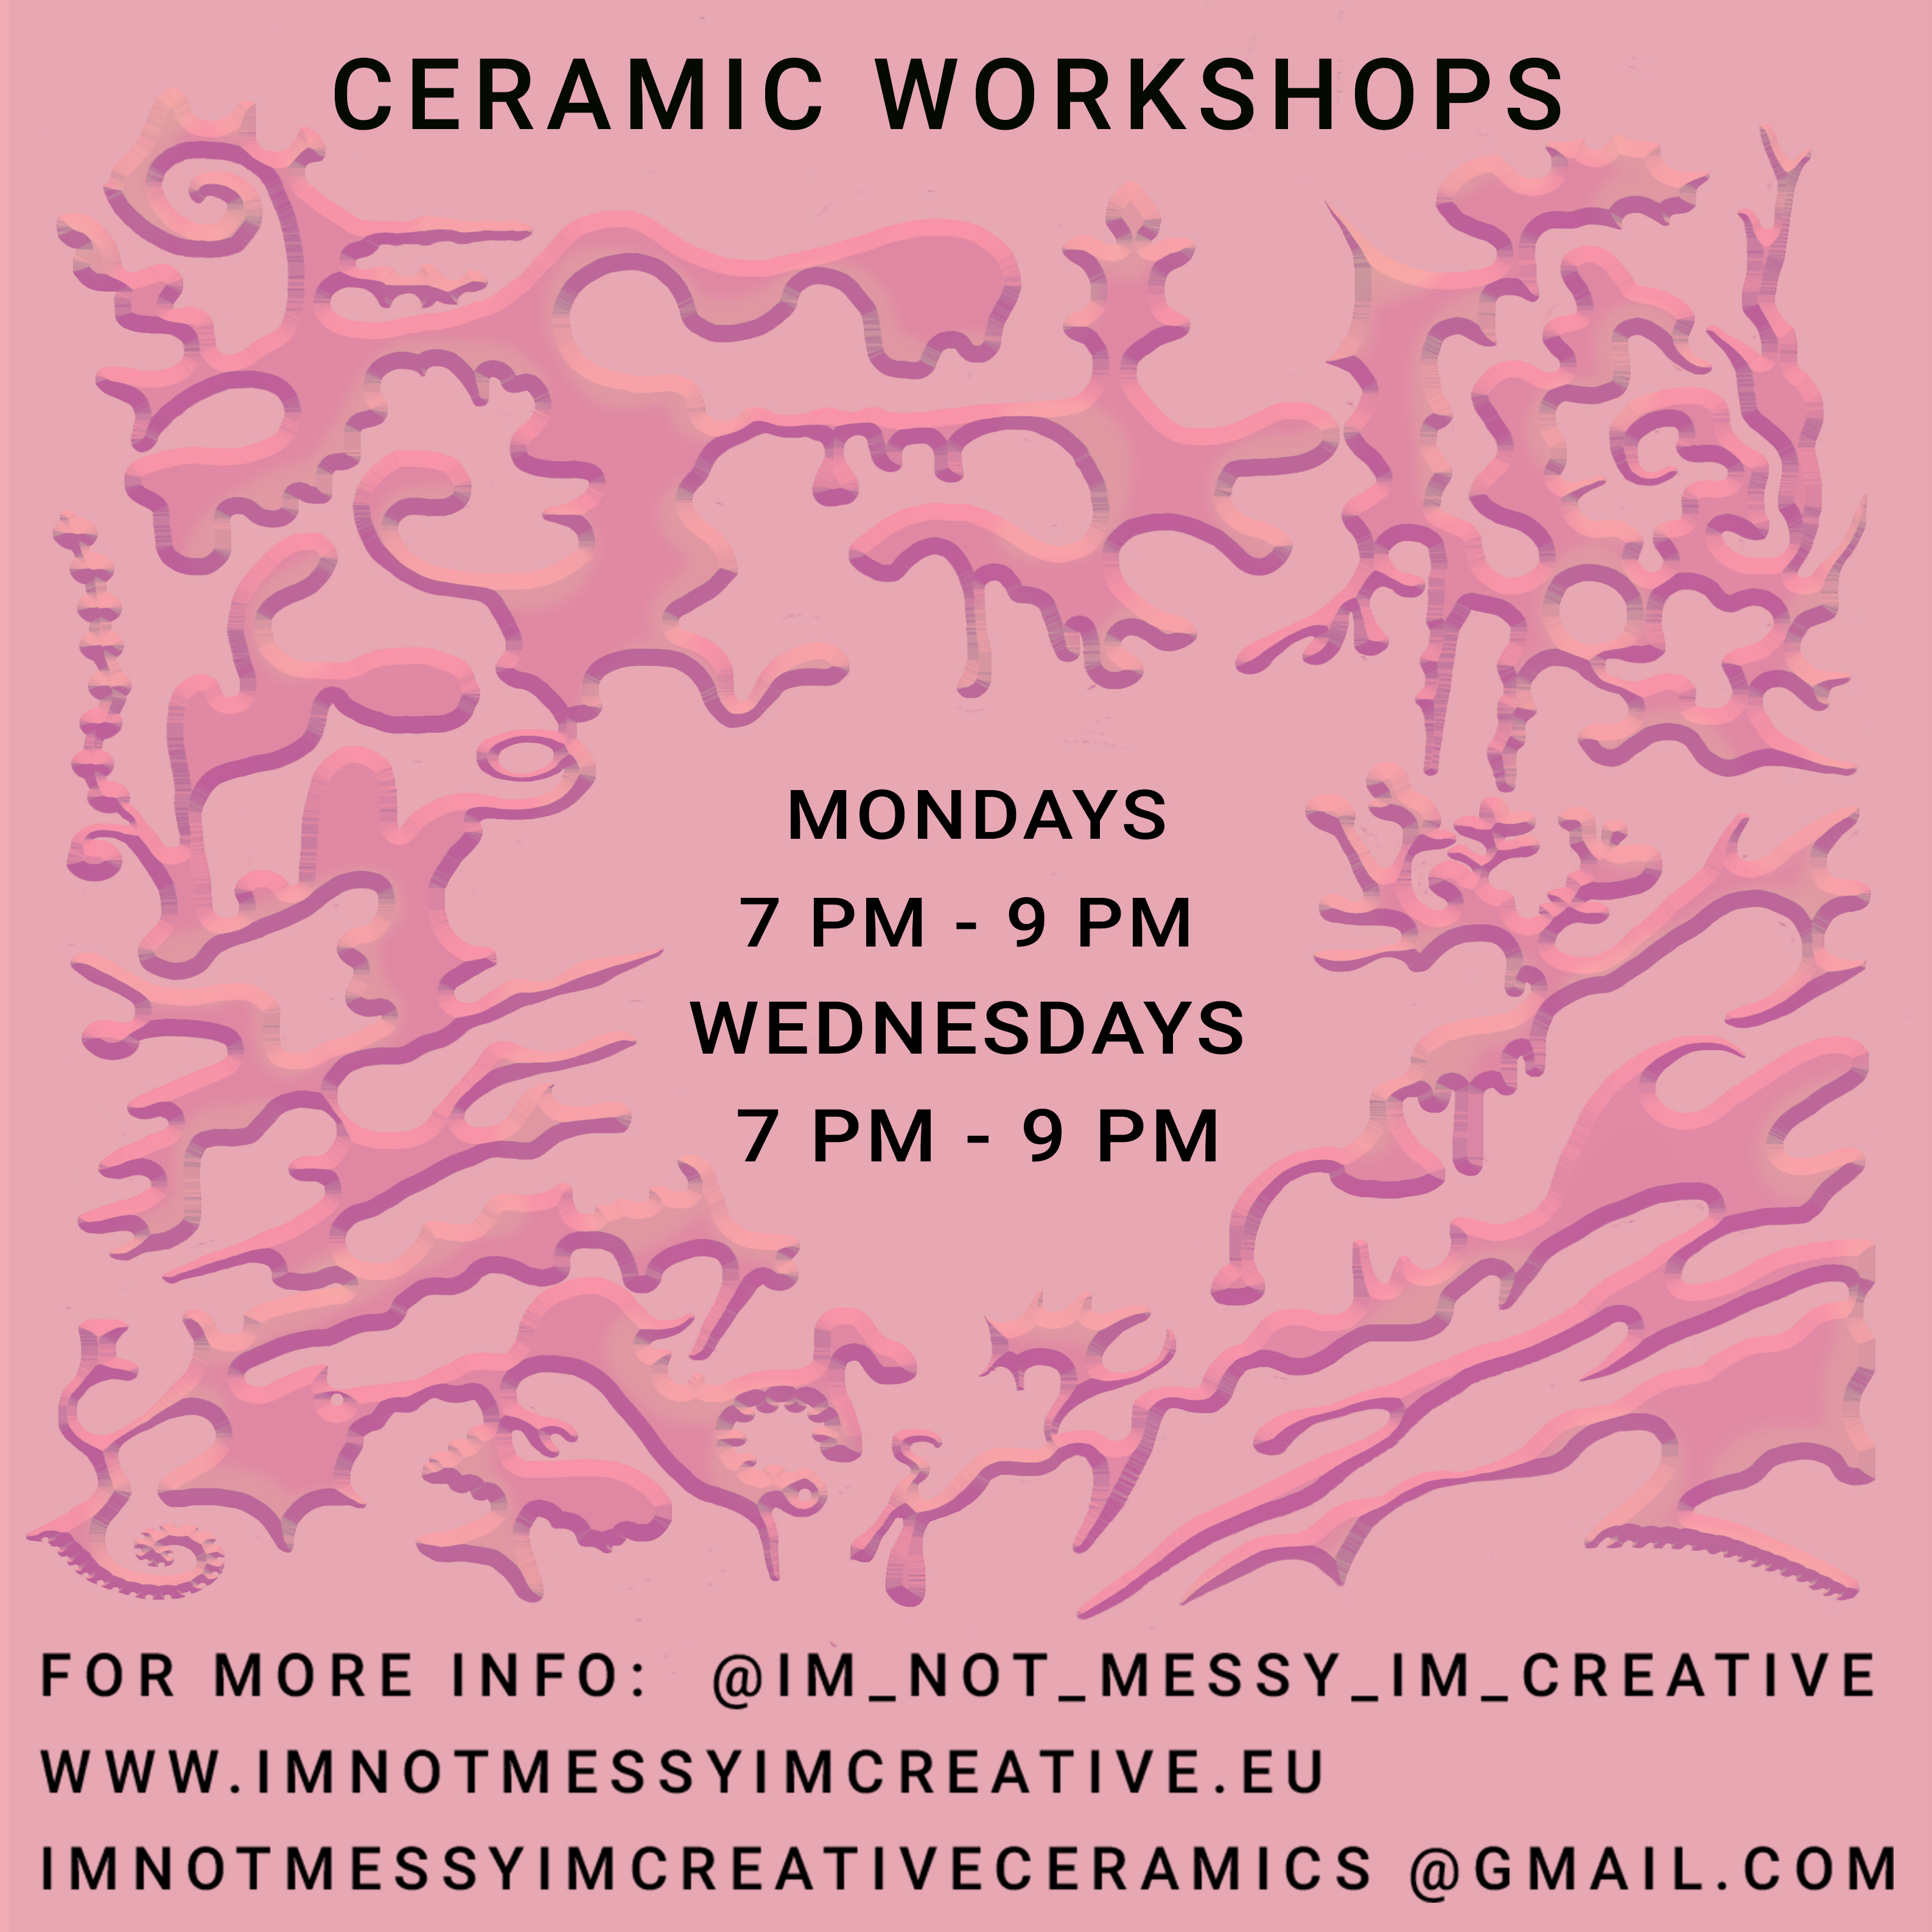 CERAMIC WORKSHOPS
MONDAYS
7 PM - 9 PM
WEDNESDAYS
7 PM - 9 PM
FOR MORE INFO: @IM_NOT_MESSY_IM_CREATIVE
WWW.IMNOTMESSYIMCREATIVE.EU
IMNOTMESSYIMCREATIVECERAMICS @GMAIL.COM